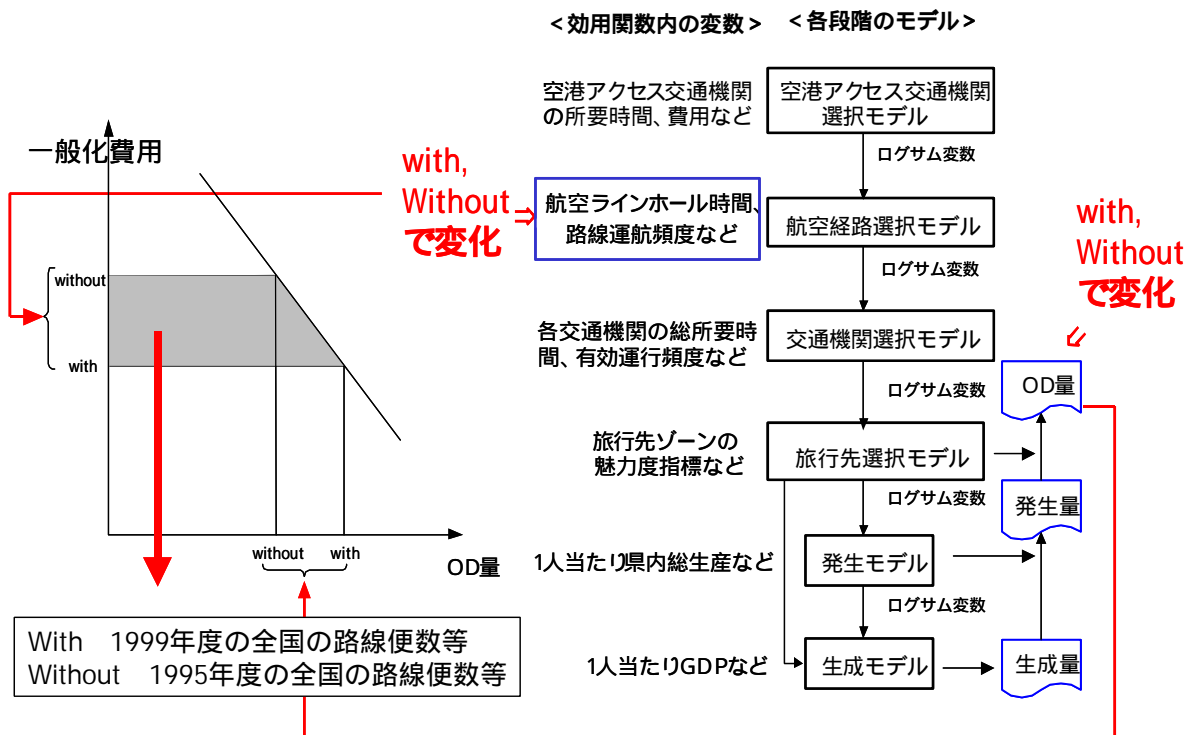 <効用関数内の変数>
<各段階のモデル>
空港アクセス交通機関
の所要時間、費用など
空港アクセス交通機関
選択モデル
ログサム変数
一般化費用
with,
Without
で変化
航空ラインホール時間、
路線運航頻度など
航空経路選択モデル
with,
Without
で変化
ログサム変数
without
with
各交通機関の総所要時
間、有効運行頻度など
交通機関選択モデル
ログサム変数
OD量
旅行先ゾーンの
魅力度指標など
旅行先選択モデル
ログサム変数
発生量
without
with
OD量
1人当たり県内総生産など
発生モデル
ログサム変数
With 1999年度の全国の路線便数等
Without 1995年度の全国の路線便数等
1人当たりGDPなど
生成モデル
生成量